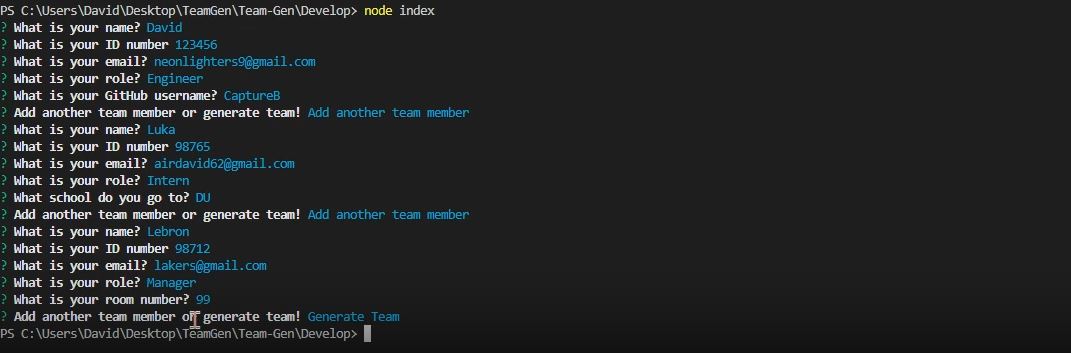 PS C:\Users\David\Desktop\TeamGen\Team-Gen\Develop> node index
? What is your name? David
? What is your ID number 123456
? What is your email? neonlighters9@gmail.com
? What is your role? Engineer
? What is your GitHub username? CaptureB
? Add another team member or generate team! Add another team member
? What is your name? Luka
? What is your ID number 98765
? What is your email? airdavid62@gmail.com
? What is your role? Intern
? What school do you go to? DU
? Add another team member or generate team! Add another team member
? What is your name? Lebron
? What is your ID number 98712
? What is your email? lakers@gmail.com
? What is your role? Manager
? What is your room number? 99
? Add another team member or generate team! Generate Team
PS C:\Users\David\Desktop\TeamGen\Team-Gen\Develop>